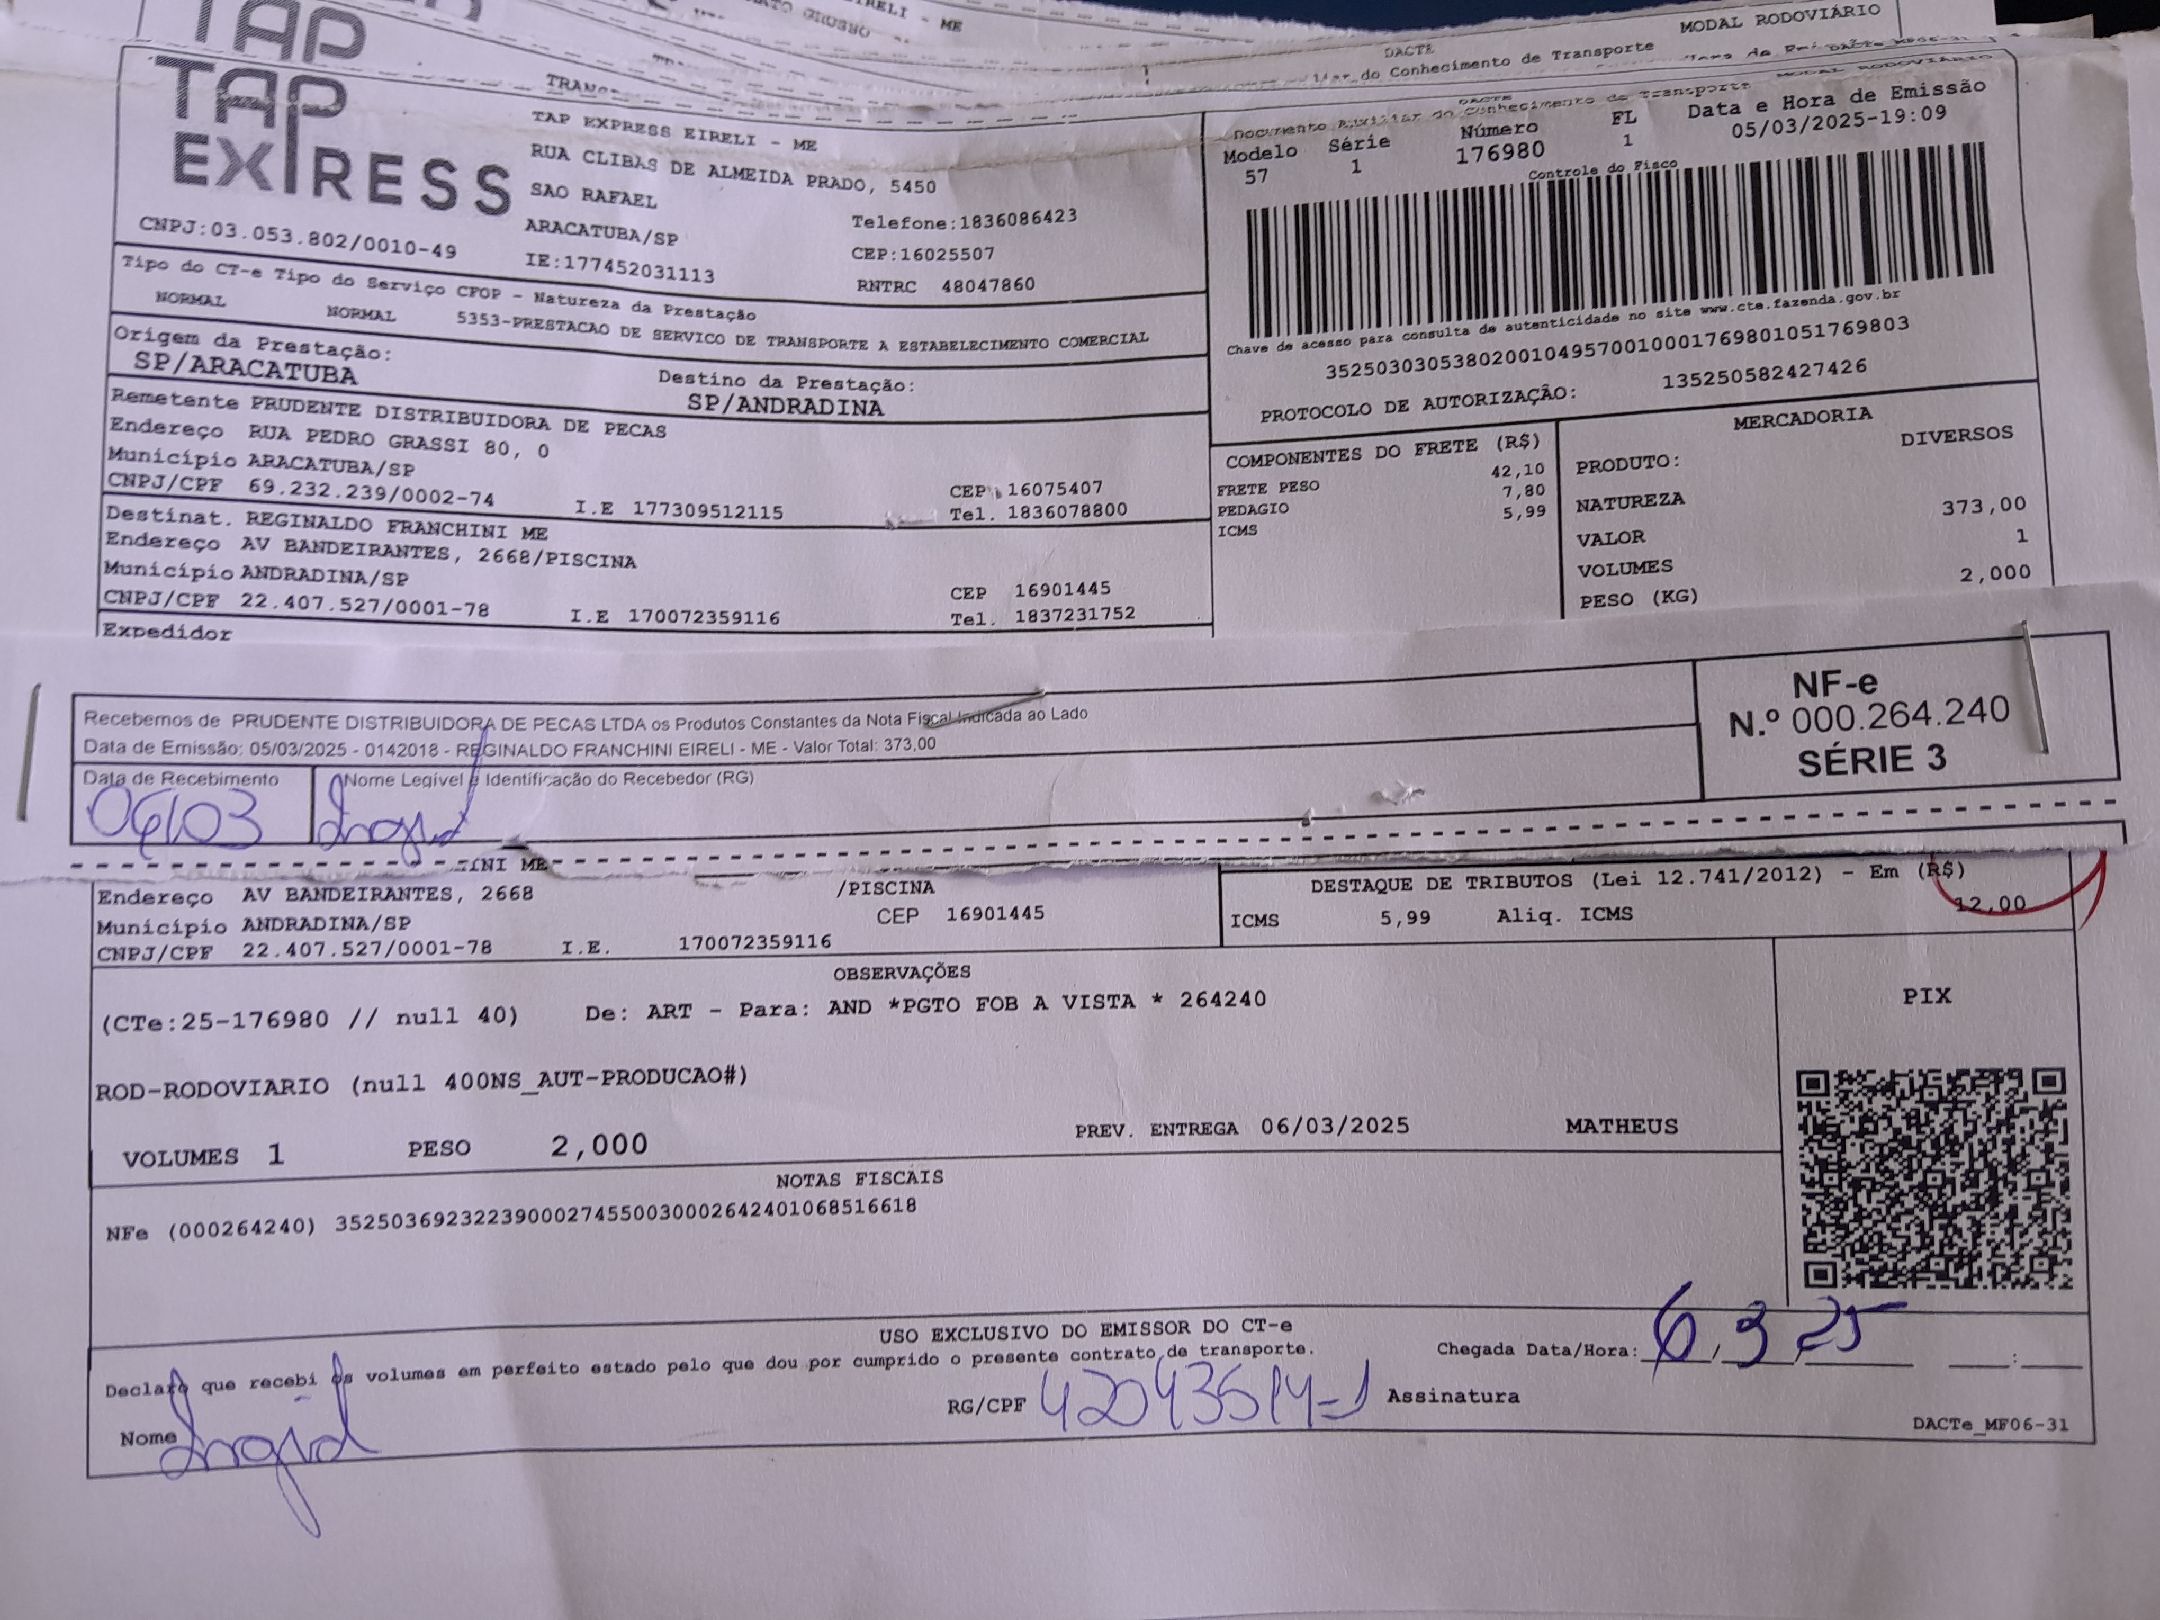 TAP
EIRELI - ME
MODAL RODOVIÁRIO
DACTE
do Conhecimento de Transporte
TAP EXPRESS
TAP EXPRESS EIRELI - ME
RUA CLIBAS DE ALMEIDA PRADO, 5450
SAO RAFAEL
ARACATUBA/SP
Telefone:1836086423
CNPJ:03.053.802/0010-49
IE:177452031113
CEP:16025507
RNTRC 48047860
Documento Auxiliar do Conhecimento de Transporte
Modelo Série Número FL Data e Hora de Emissão
57 1 176980 1 05/03/2025-19:09
Controle do Fisco
Chave de acesso para consulta de autenticidade no site www.cte.fazenda.gov.br
35250303053802001049570010001769801051769803
PROTOCOLO DE AUTORIZAÇÃO: 135250582427426
Tipo do CT-e Tipo do Serviço CFOP - Natureza da Prestação
NORMAL NORMAL 5353-PRESTACAO DE SERVICO DE TRANSPORTE A ESTABELECIMENTO COMERCIAL
Origem da Prestação: Destino da Prestação:
SP/ARACATUBA SP/ANDRADINA
Remetente PRUDENTE DISTRIBUIDORA DE PECAS
Endereço RUA PEDRO GRASSI 80, 0
Município ARACATUBA/SP CEP 16075407
CNPJ/CPF 69.232.239/0002-74 I.E 177309512115 Tel. 1836078800
Destinat. REGINALDO FRANCHINI ME
Endereço AV BANDEIRANTES, 2668/PISCINA
Município ANDRADINA/SP CEP 16901445
CNPJ/CPF 22.407.527/0001-78 I.E 170072359116 Tel. 1837231752
Expedidor
COMPONENTES DO FRETE (R$)
FRETE PESO 42,10
PEDAGIO 7,80
ICMS 5,99
MERCADORIA
PRODUTO: DIVERSOS
NATUREZA
VALOR 373,00
VOLUMES 1
PESO (KG) 2,000
Recebemos de PRUDENTE DISTRIBUIDORA DE PECAS LTDA os Produtos Constantes da Nota Fiscal Indicada ao Lado
Data de Emissão: 05/03/2025 - 0142018 - REGINALDO FRANCHINI EIRELI - ME - Valor Total: 373,00
Data de Recebimento Nome Legível e Identificação do Recebedor (RG)
06/03 Ingrid
NF-e
N.º 000.264.240
SÉRIE 3
INI ME
Endereço AV BANDEIRANTES, 2668 /PISCINA
Município ANDRADINA/SP CEP 16901445
CNPJ/CPF 22.407.527/0001-78 I.E. 170072359116
DESTAQUE DE TRIBUTOS (Lei 12.741/2012) - Em (R$)
ICMS 5,99 Aliq. ICMS 12,00
OBSERVAÇÕES
(CTe:25-176980 // null 40) De: ART - Para: AND *PGTO FOB A VISTA * 264240
ROD-RODOVIARIO (null 400NS_AUT-PRODUCAO#)
VOLUMES 1 PESO 2,000 PREV. ENTREGA 06/03/2025 MATHEUS
PIX
NOTAS FISCAIS
NFe (000264240) 35250369232239000274550030002642401068516618
USO EXCLUSIVO DO EMISSOR DO CT-e
Declaro que recebi os volumes em perfeito estado pelo que dou por cumprido o presente contrato de transporte.
Chegada Data/Hora: 6, 3 25 :
Nome Ingrid RG/CPF 42043514-1 Assinatura
DACTe_MF06-31